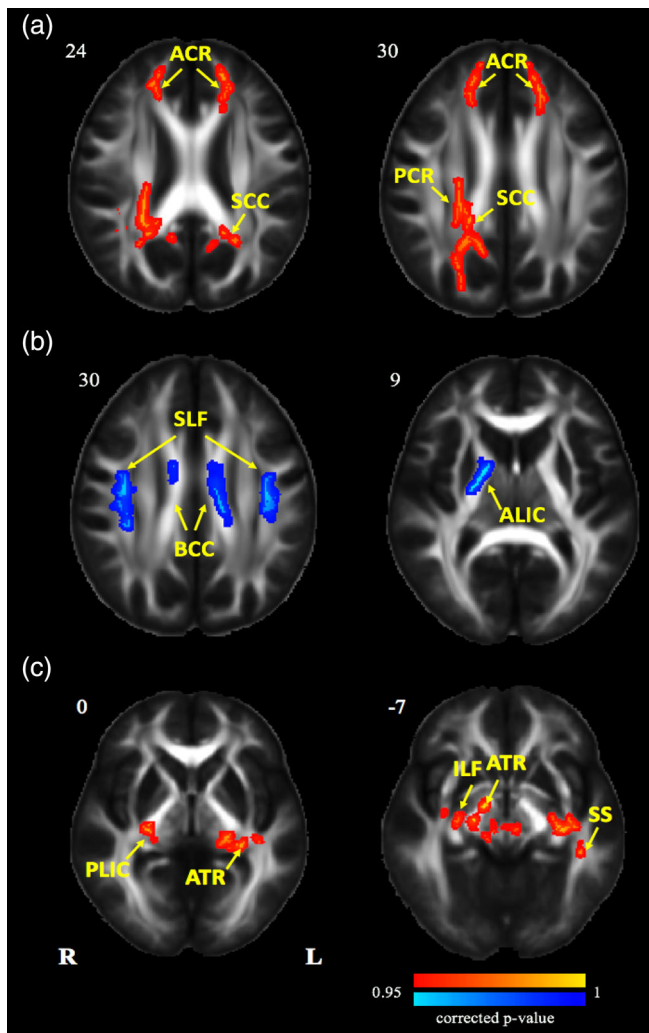 (a)
24
ACR
SCC
30
ACR
PCR
SCC
(b)
30
SLF
BCC
9
ALIC
(c)
0
PLIC
ATR
-7
ILF
ATR
SS
R
L
0.95
1
corrected p-value